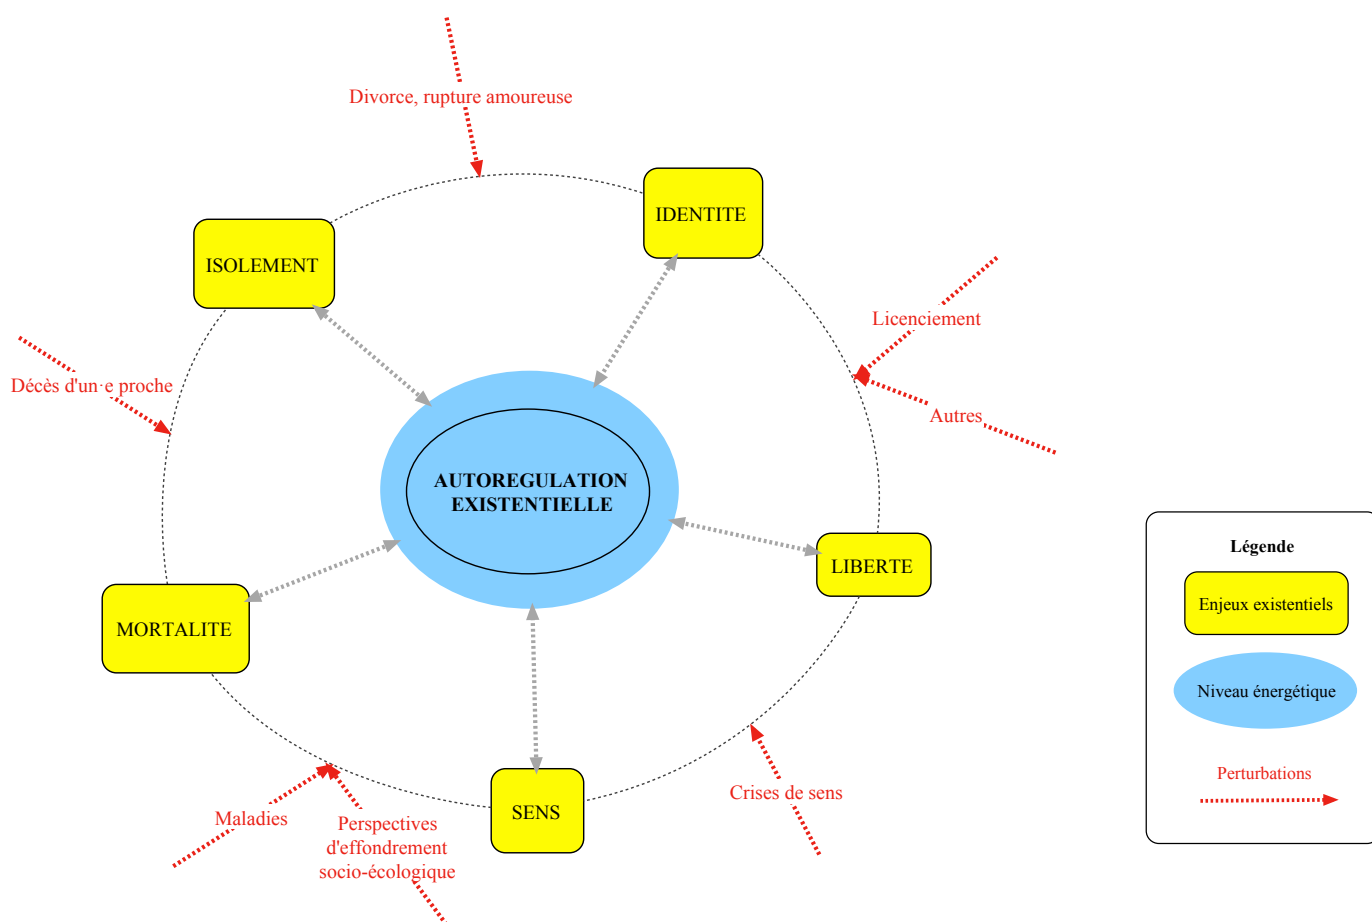 Divorce, rupture amoureuse
IDENTITE
ISOLEMENT
Licenciement
Décès d'un·e proche
Autres
AUTOREGULATION
EXISTENTIELLE
LIBERTE
MORTALITE
SENS
Crises de sens
Maladies
Perspectives
d'effondrement
socio-écologique
Légende
Enjeux existentiels
Niveau énergétique
Perturbations